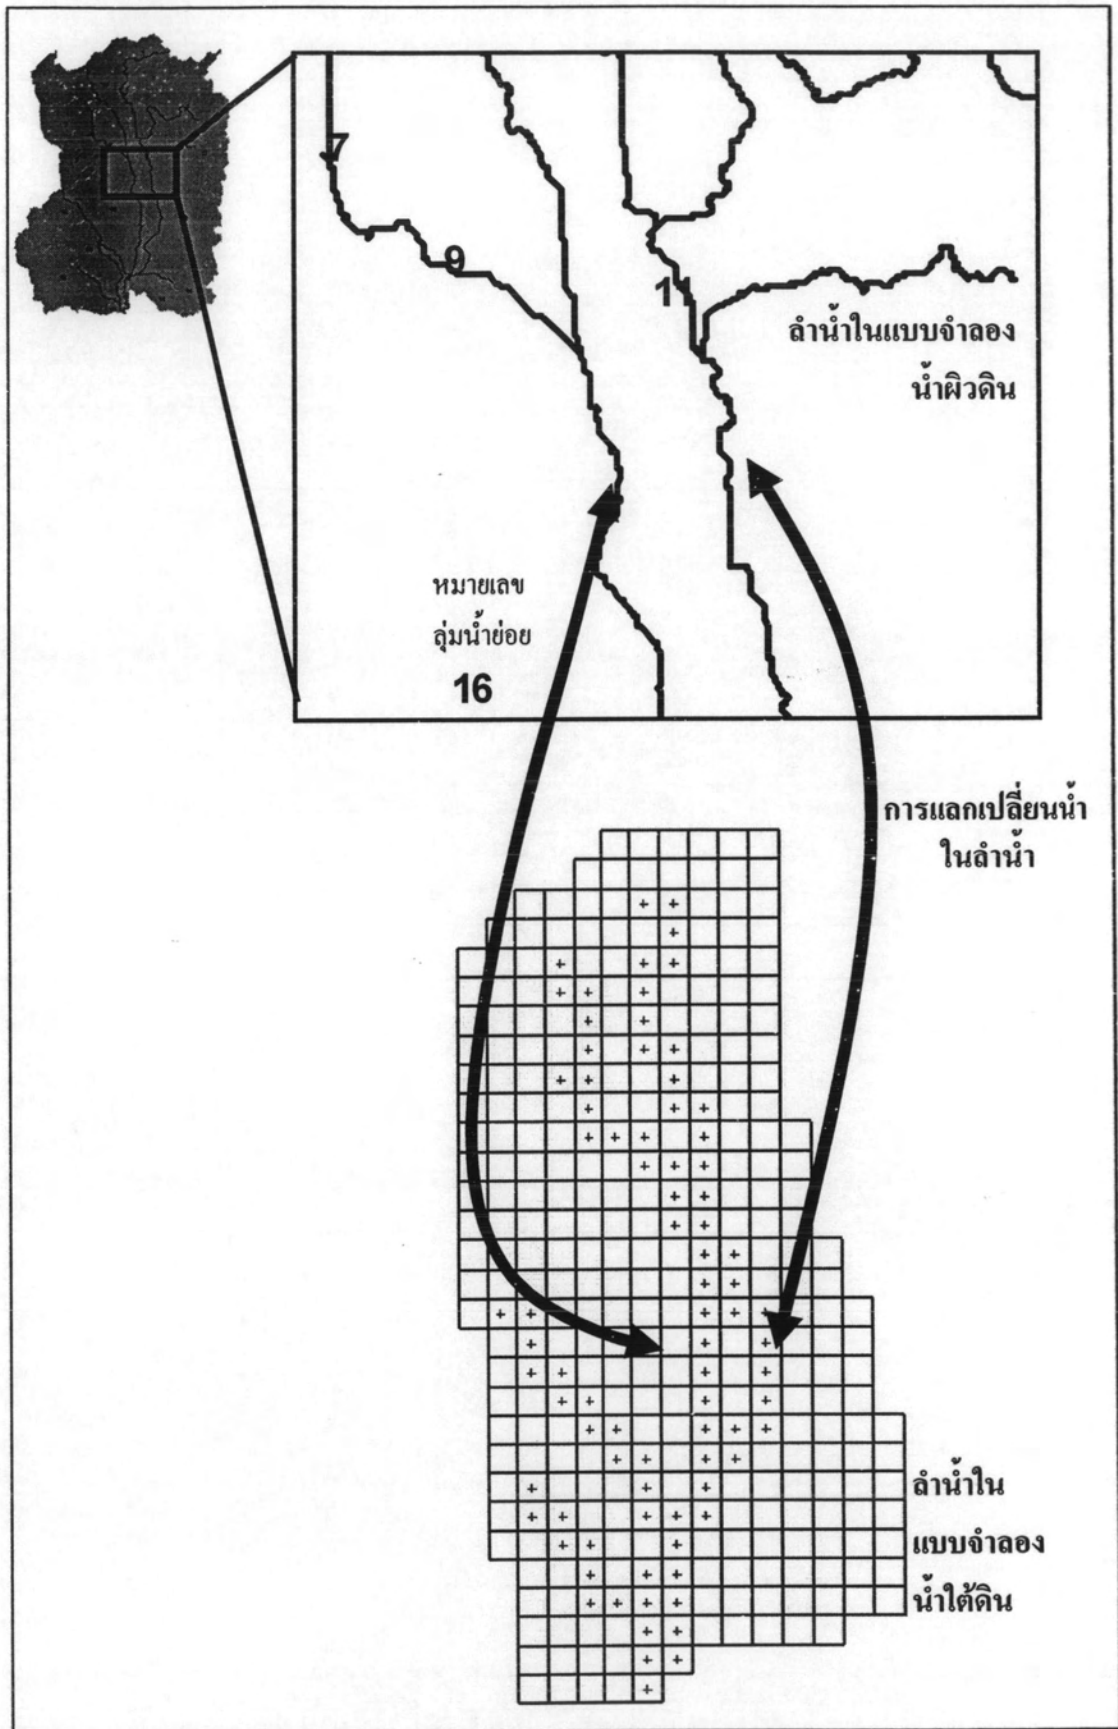 7
9
11
ลำน้ำในแบบจำลอง
น้ำผิวดิน
หมายเลข
ลุ่มน้ำย่อย
16
การแลกเปลี่ยนน้ำ
ในลำน้ำ
ลำน้ำใน
แบบจำลอง
น้ำใต้ดิน